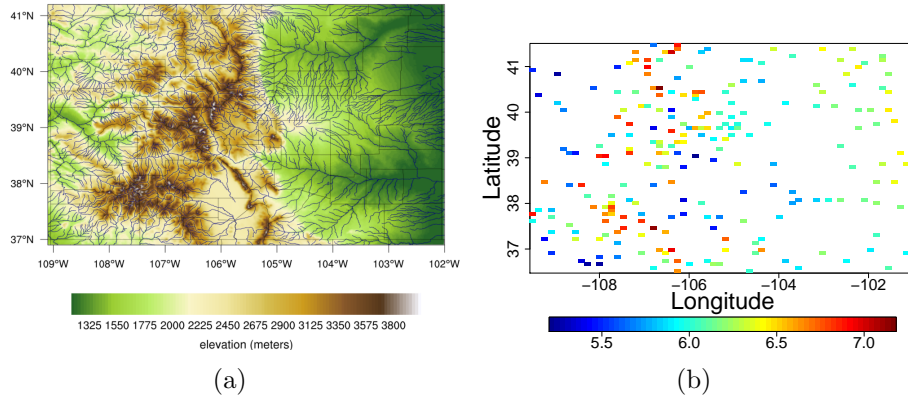 41°N
40°N
39°N
38°N
37°N
109°W 108°W 107°W 106°W 105°W 104°W 103°W 102°W
1325 1550 1775 2000 2225 2450 2675 2900 3125 3350 3575 3800
elevation (meters)
(a)
Latitude
41
40
39
38
37
−108 −106 −104 −102
Longitude
5.5 6.0 6.5 7.0
(b)